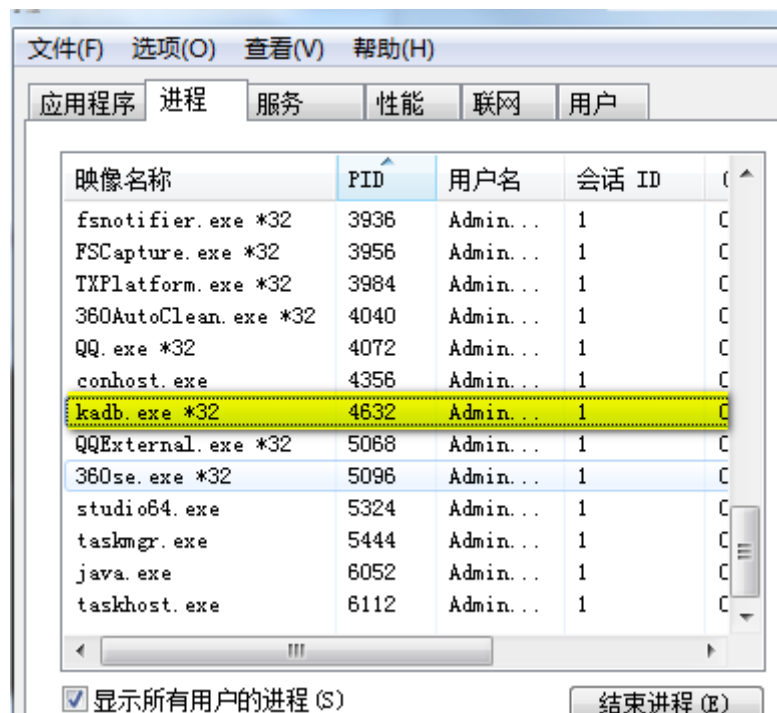 文件(F) 选项(O) 查看(V) 帮助(H)
应用程序 进程 服务 性能 联网 用户
映像名称 PID 用户名 会话 ID
fsnotifier.exe *32 3936 Admin... 1
FSCapture.exe *32 3956 Admin... 1
TXPlatform.exe *32 3984 Admin... 1
360AutoClean.exe *32 4040 Admin... 1
QQ.exe *32 4072 Admin... 1
conhost.exe 4356 Admin... 1
kadb.exe *32 4632 Admin... 1
QQExternal.exe *32 5068 Admin... 1
360se.exe *32 5096 Admin... 1
studio64.exe 5324 Admin... 1
taskmgr.exe 5444 Admin... 1
java.exe 6052 Admin... 1
taskhost.exe 6112 Admin... 1
显示所有用户的进程(S) 结束进程(E)